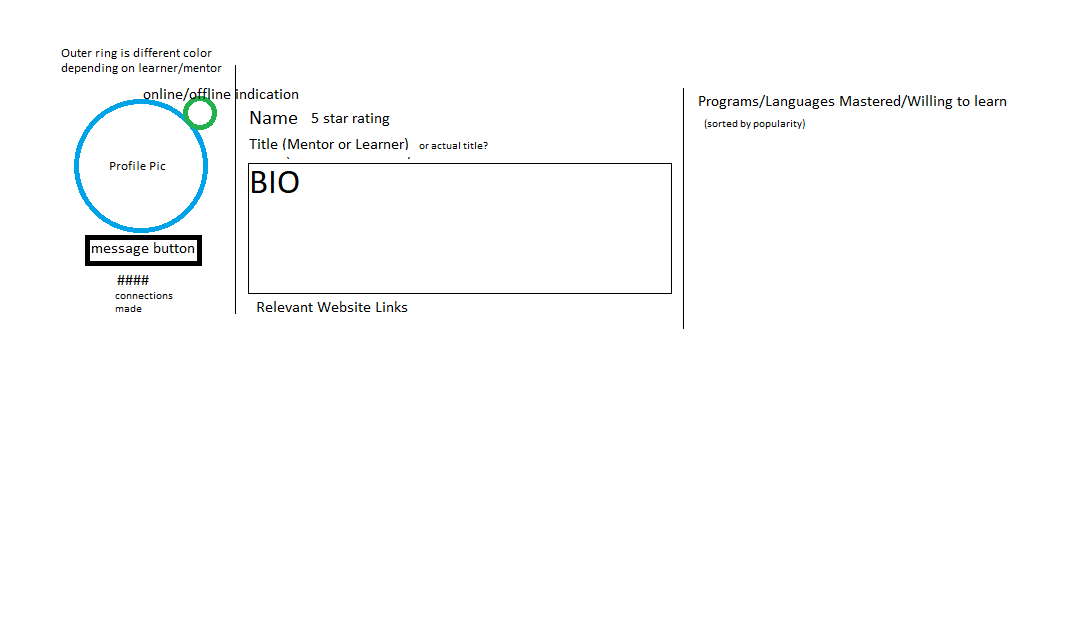 Outer ring is different color
depending on learner/mentor
online/offline indication
Profile Pic
message button
####
connections
made
Name 5 star rating
Title (Mentor or Learner) or actual title?
BIO
Relevant Website Links
Programs/Languages Mastered/Willing to learn
(sorted by popularity)